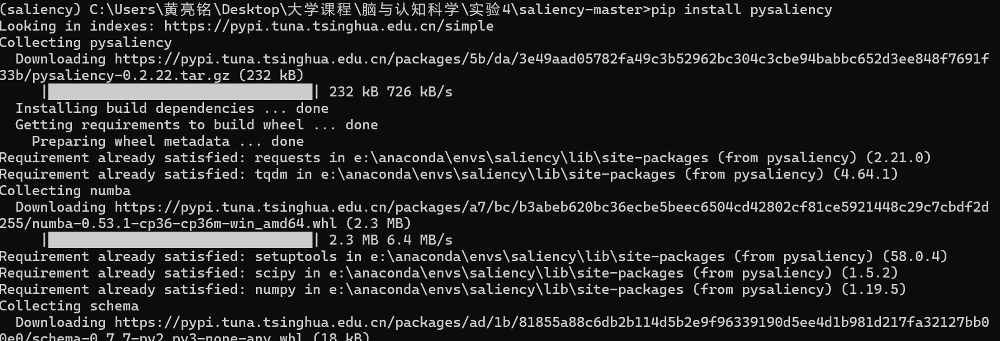 (saliency) C:\Users\黄亮铭\Desktop\大学课程\脑与认知科学\实验4\saliency-master>pip install pysaliency
Looking in indexes: https://pypi.tuna.tsinghua.edu.cn/simple
Collecting pysaliency
  Downloading https://pypi.tuna.tsinghua.edu.cn/packages/5b/da/3e49aad05782fa49c3b52962bc304c3cbe94babbc652d3ee848f7691f
33b/pysaliency-0.2.22.tar.gz (232 kB)
     |████████████████████████████████| 232 kB 726 kB/s
  Installing build dependencies ... done
  Getting requirements to build wheel ... done
    Preparing wheel metadata ... done
Requirement already satisfied: requests in e:\anaconda\envs\saliency\lib\site-packages (from pysaliency) (2.21.0)
Requirement already satisfied: tqdm in e:\anaconda\envs\saliency\lib\site-packages (from pysaliency) (4.64.1)
Collecting numba
  Downloading https://pypi.tuna.tsinghua.edu.cn/packages/a7/bc/b3abeb620bc36ecbe5beec6504cd42802cf81ce5921448c29c7cbdf2d
255/numba-0.53.1-cp36-cp36m-win_amd64.whl (2.3 MB)
     |████████████████████████████████| 2.3 MB 6.4 MB/s
Requirement already satisfied: setuptools in e:\anaconda\envs\saliency\lib\site-packages (from pysaliency) (58.0.4)
Requirement already satisfied: scipy in e:\anaconda\envs\saliency\lib\site-packages (from pysaliency) (1.5.2)
Requirement already satisfied: numpy in e:\anaconda\envs\saliency\lib\site-packages (from pysaliency) (1.19.5)
Collecting schema
  Downloading https://pypi.tuna.tsinghua.edu.cn/packages/ad/1b/81855a88c6db2b114d5b2e9f96339190d5ee4d1b981d217fa32127bb0
0e0/schema-0.7.7-py2.py3-none-any.whl (18 kB)